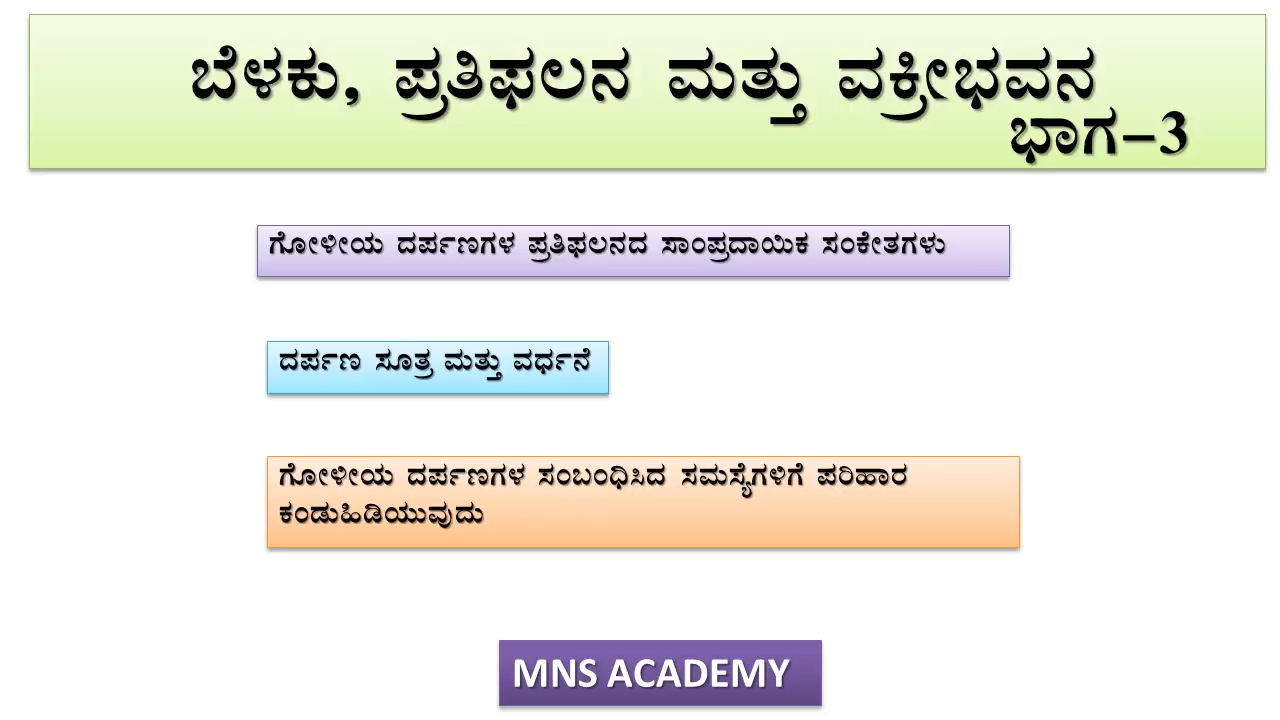 ಬೆಳಕು, ಪ್ರತಿಫಲನ ಮತ್ತು ವಕ್ರೀಭವನ
ಭಾಗ-3
ಗೋಳೀಯ ದರ್ಪಣಗಳ ಪ್ರತಿಫಲನದ ಸಾಂಪ್ರದಾಯಿಕ ಸಂಕೇತಗಳು
ದರ್ಪಣ ಸೂತ್ರ ಮತ್ತು ವರ್ಧನೆ
ಗೋಳೀಯ ದರ್ಪಣಗಳ ಸಂಬಂಧಿಸಿದ ಸಮಸ್ಯೆಗಳಿಗೆ ಪರಿಹಾರ
ಕಂಡುಹಿಡಿಯುವುದು
MNS ACADEMY